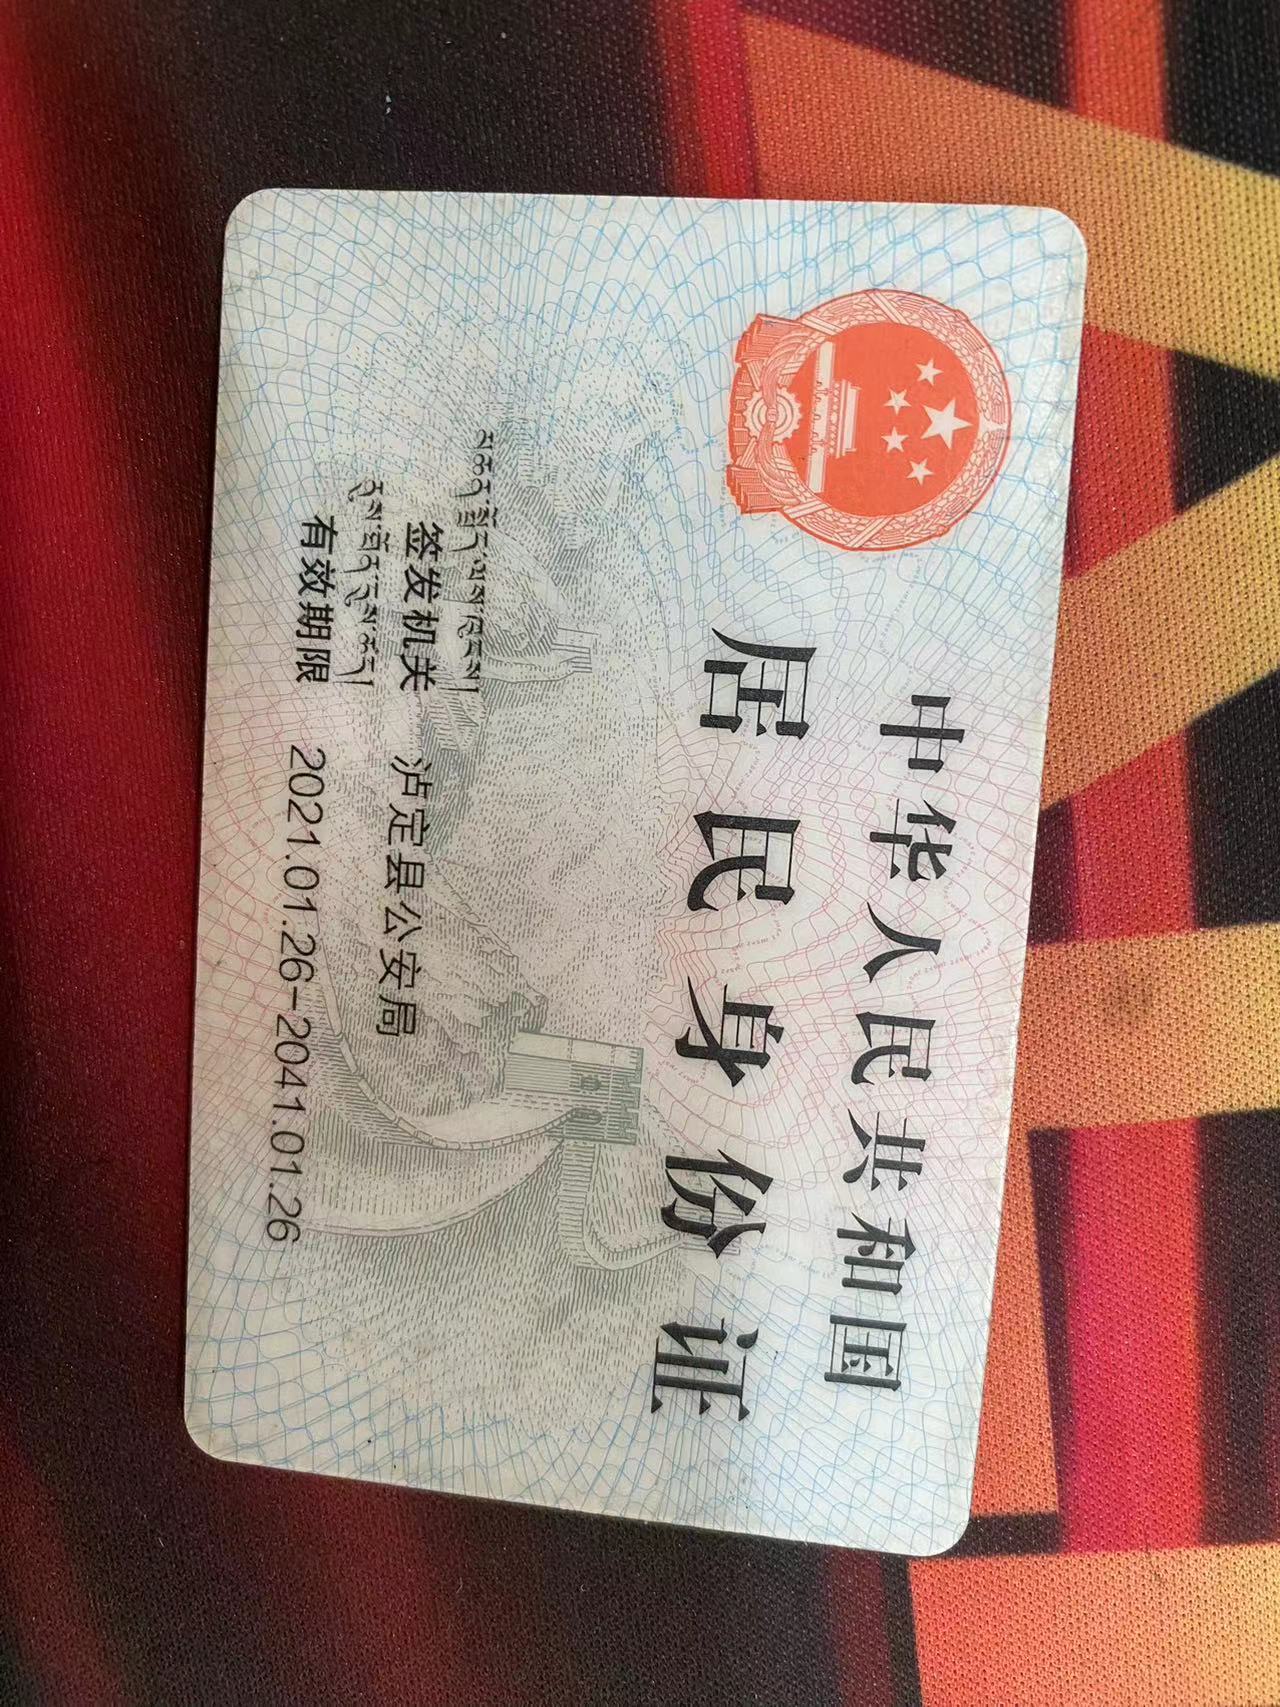 中华人民共和国
居民身份证
签发机关 泸定县公安局
有效期限 2021.01.26-2041.01.26